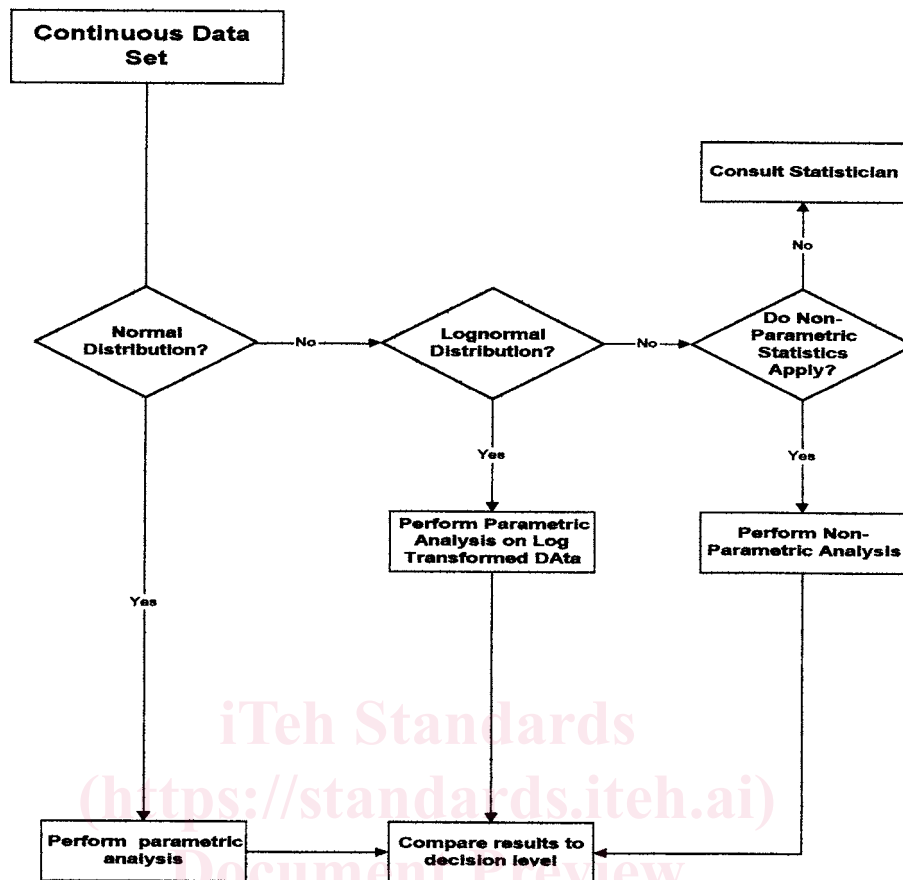 Continuous Data
Set
Consult Statistician
No
Normal
Distribution?
No
Lognormal
Distribution?
No
Do Non-
Parametric
Statistics
Apply?
Yes
Yes
Perform Parametric
Analysis on Log
Transformed DAta
Perform Non-
Parametric Analysis
Yes
iTeh Standards
(https://standards.iteh.ai)
Perform parametric
analysis
Compare results to
decision level
Document Preview